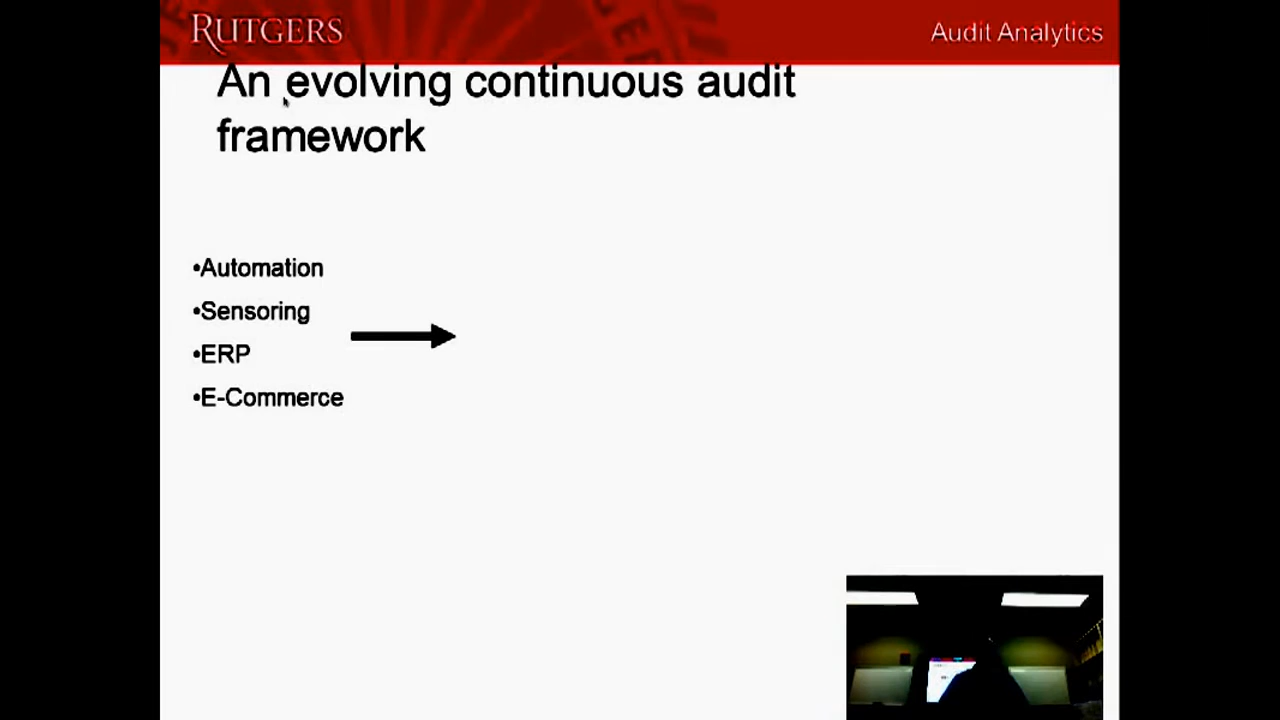 RUTGERS
Audit Analytics
An evolving continuous audit
framework
•Automation
•Sensoring
•ERP
•E-Commerce